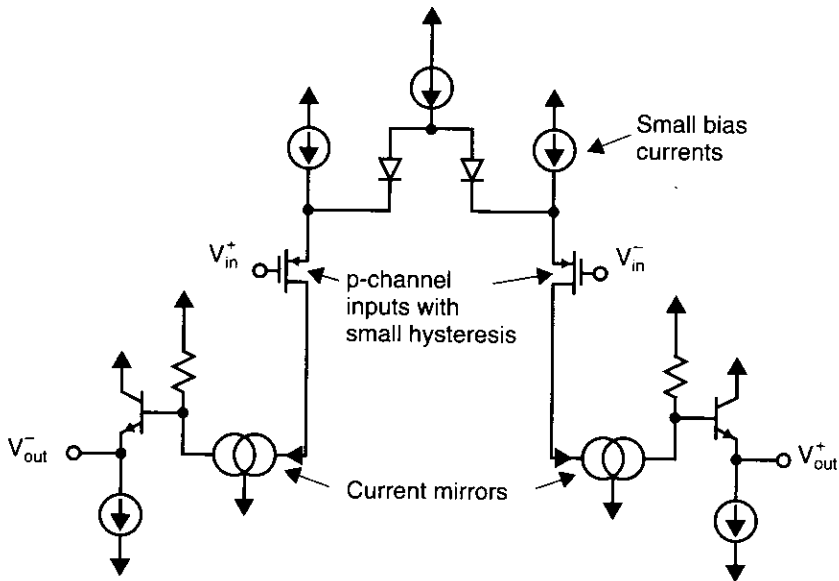 Small bias
currents
V+in
V-in
p-channel
inputs with
small hysteresis
V-out
V+out
Current mirrors